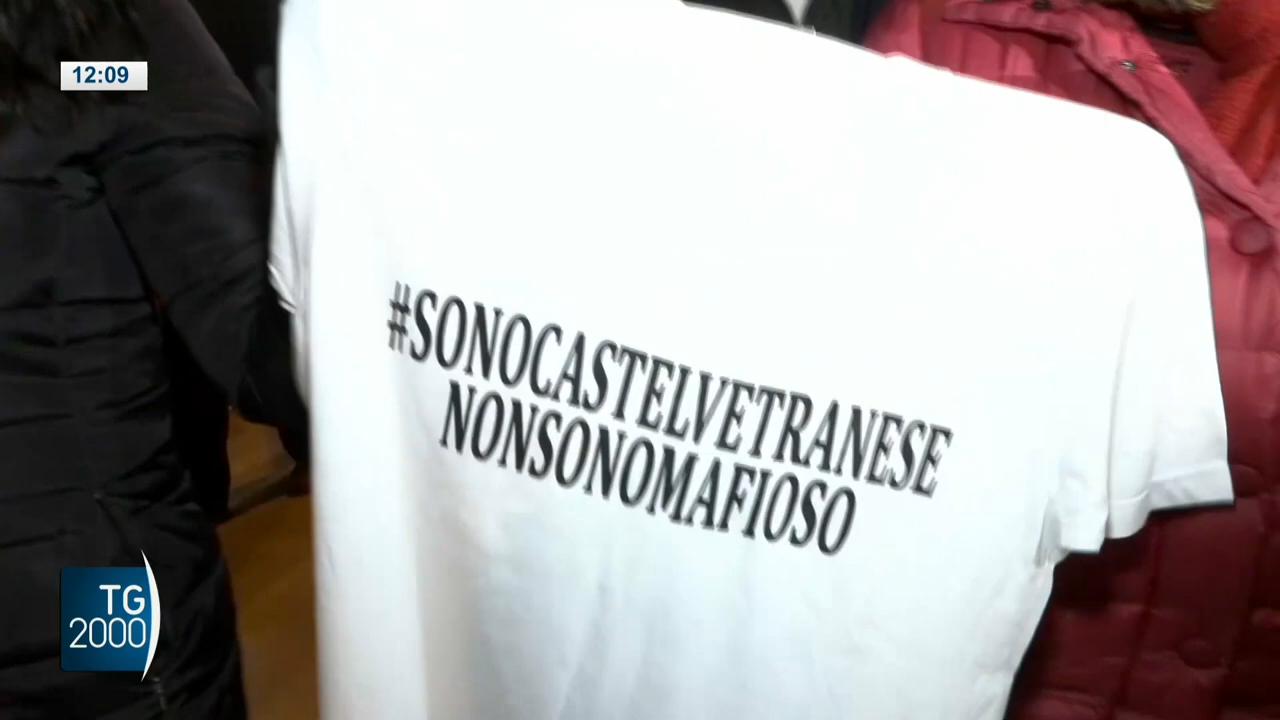 12:09
#SONOCASTELVETRANESE
NONSONOMAFIOSO
TG
2000